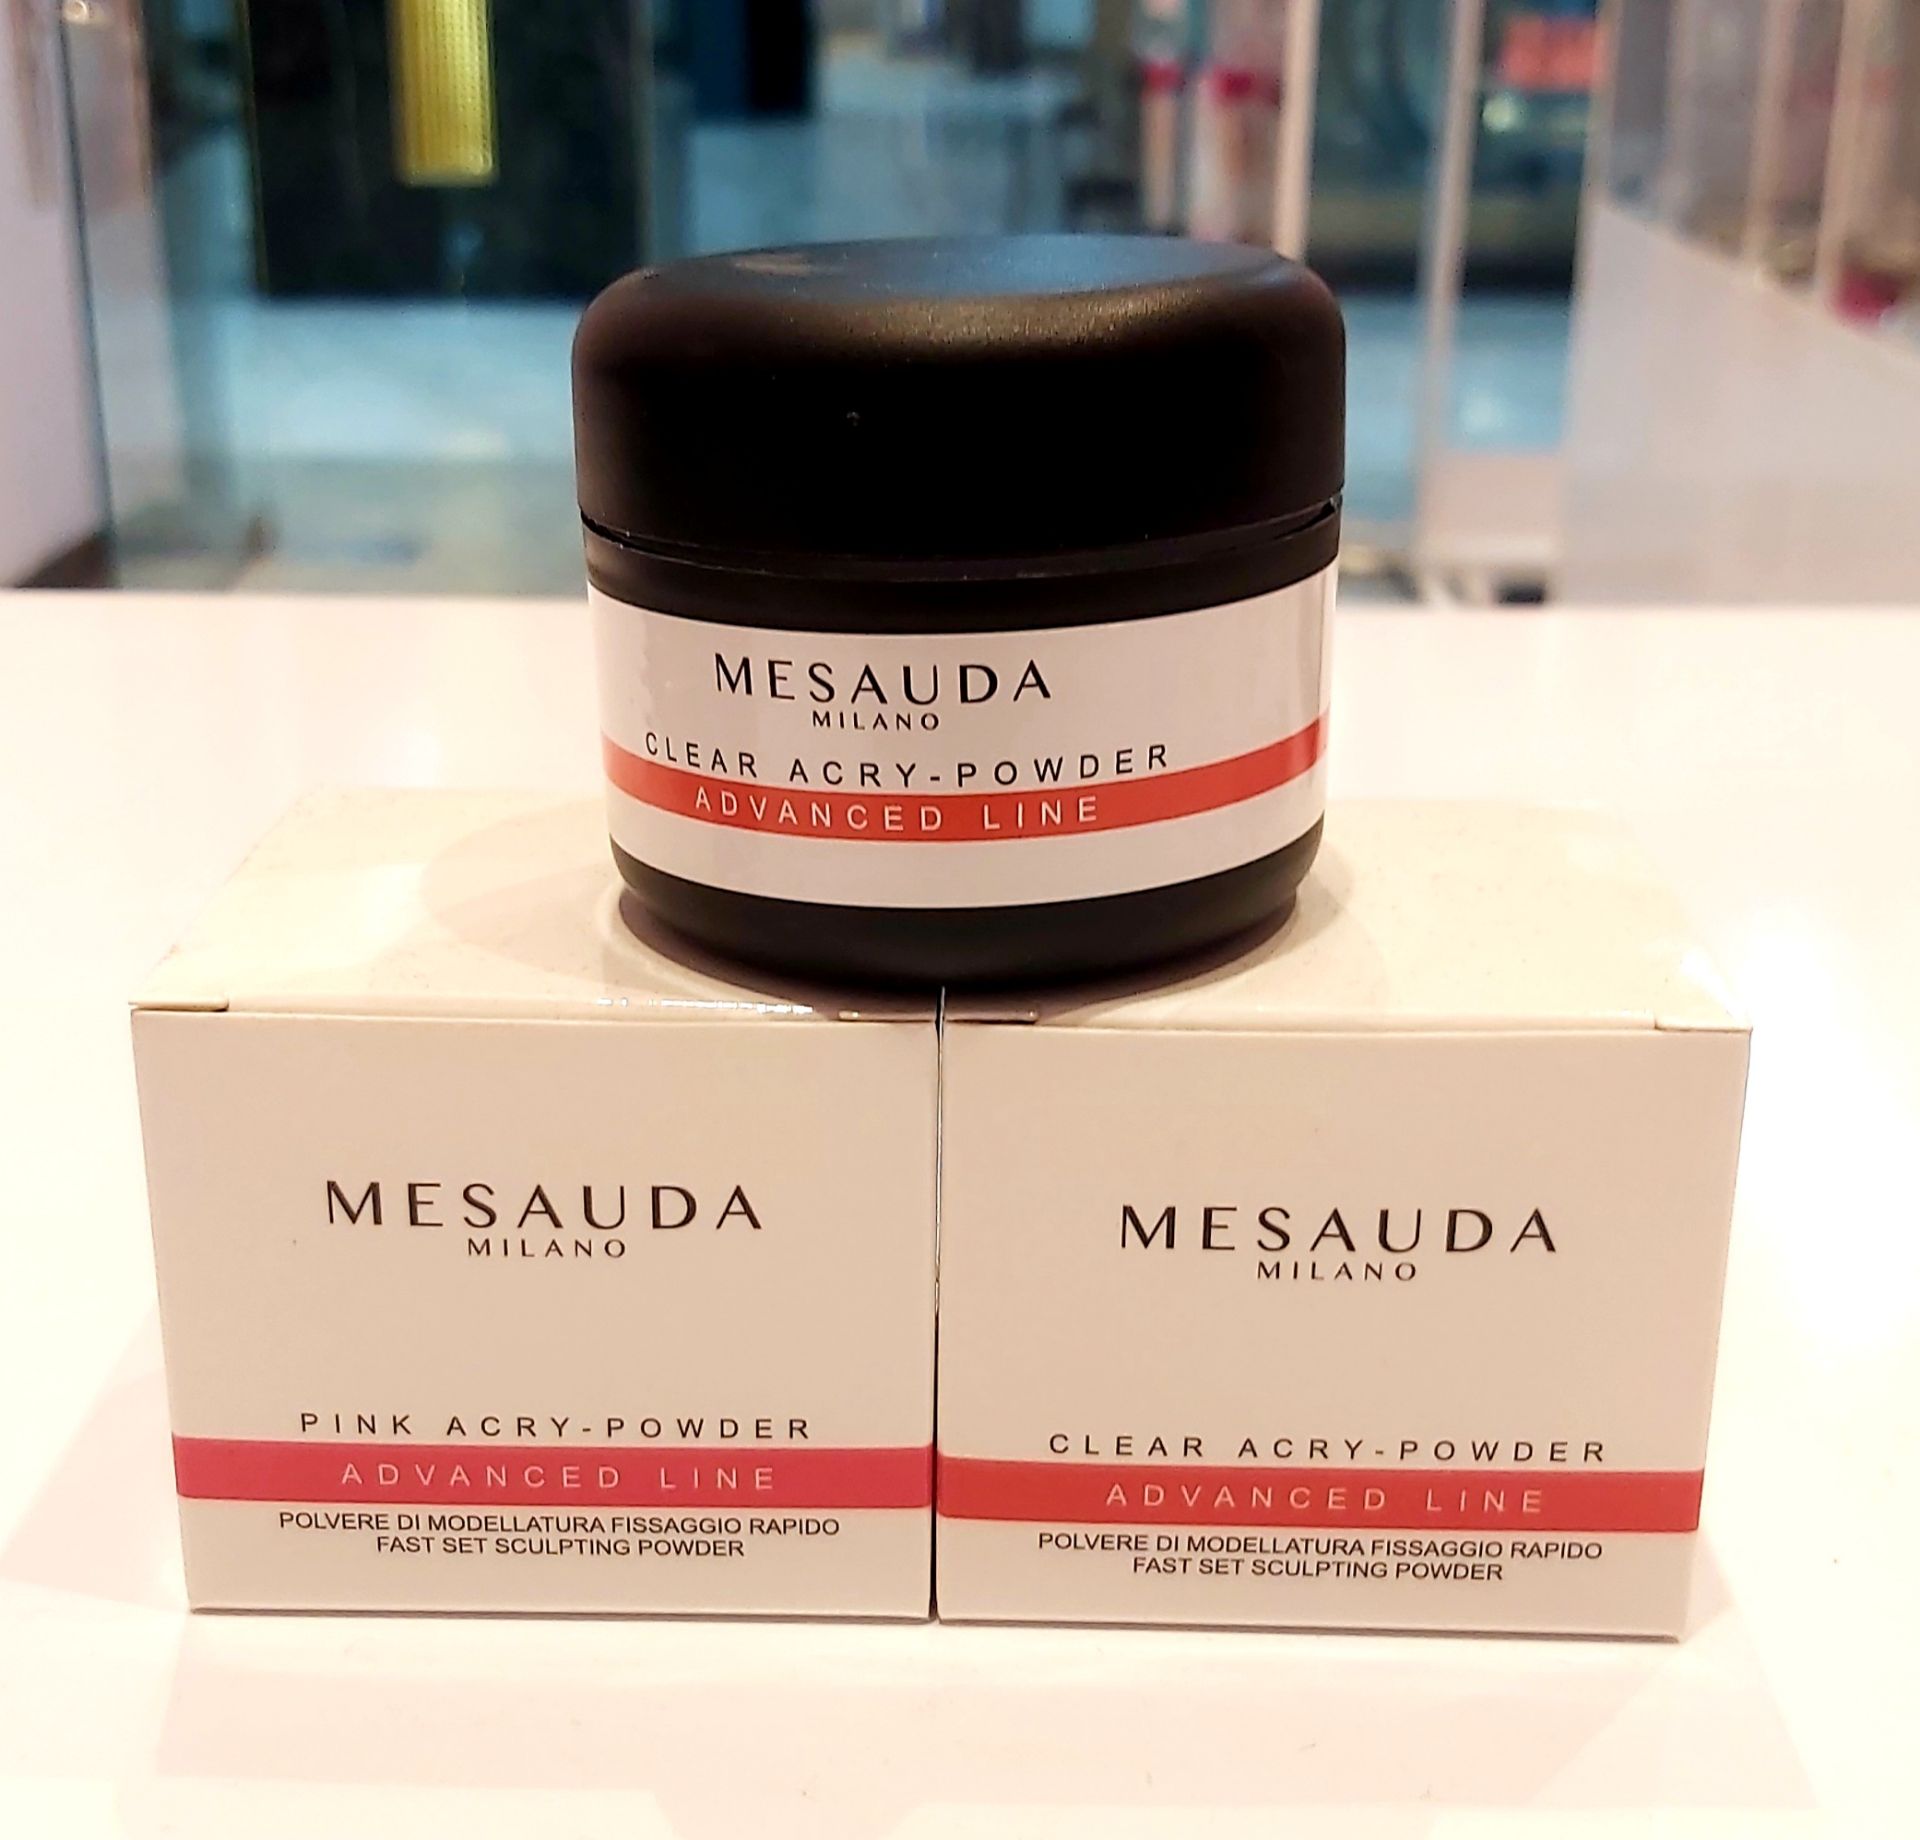 MESAUDA
MILANO
CLEAR ACRY-POWDER
ADVANCED LINE
MESAUDA
MILANO
PINK ACRY-POWDER
ADVANCED LINE
POLVERE DI MODELLATURA FISSAGGIO RAPIDO
FAST SET SCULPTING POWDER
MESAUDA
MILANO
CLEAR ACRY-POWDER
ADVANCED LINE
POLVERE DI MODELLATURA FISSAGGIO RAPIDO
FAST SET SCULPTING POWDER